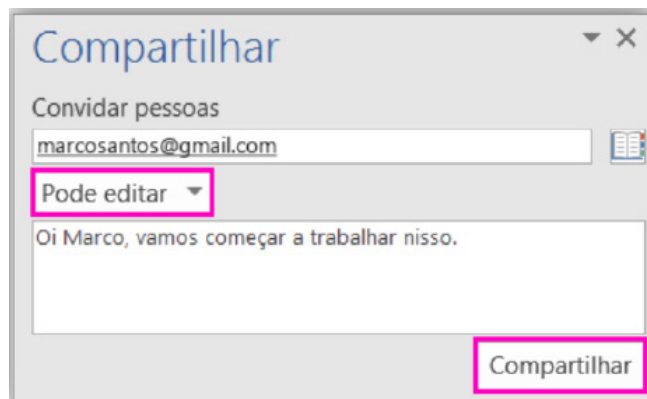 Compartilhar
Convidar pessoas
marcosantos@gmail.com
Pode editar
Oi Marco, vamos começar a trabalhar nisso.
Compartilhar